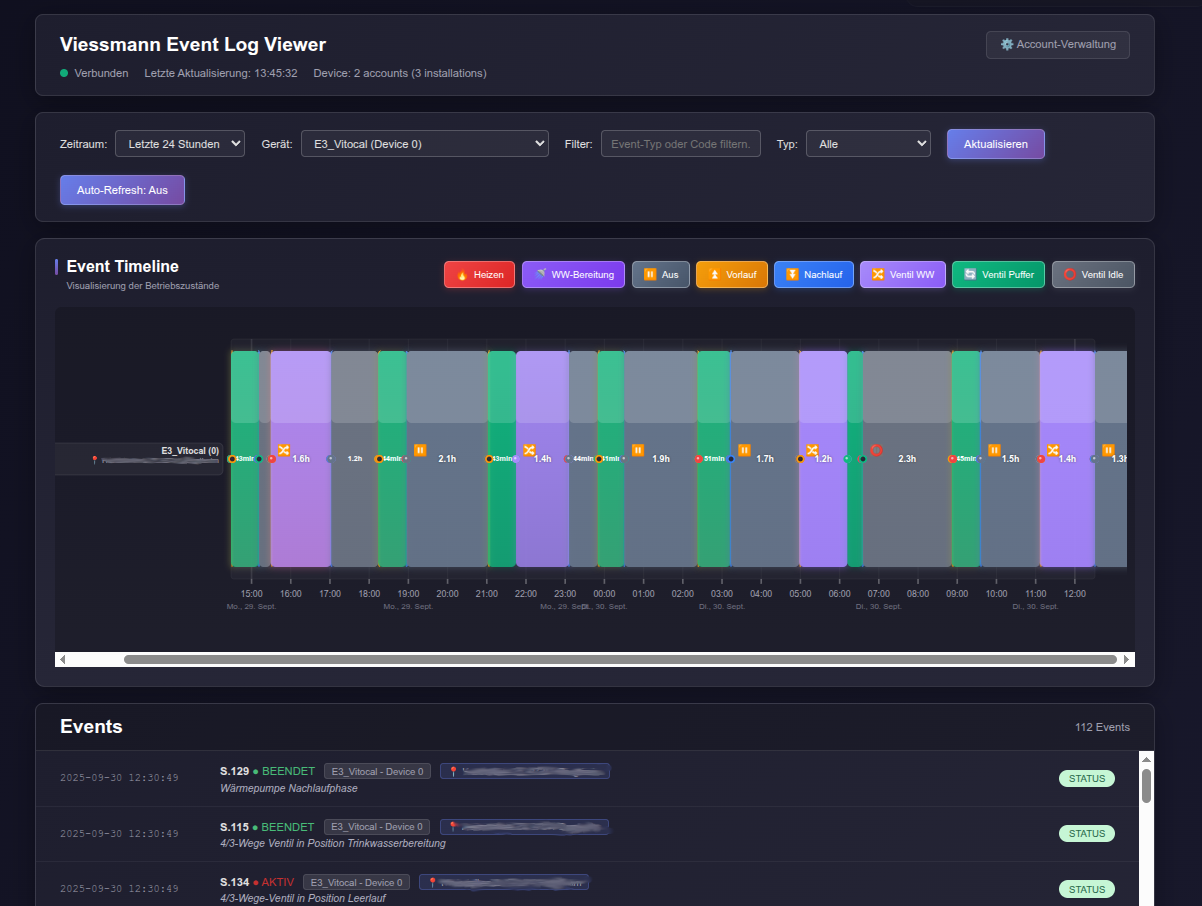 Viessmann Event Log Viewer
⚙️ Account-Verwaltung
Verbunden Letzte Aktualisierung: 13:45:32 Device: 2 accounts (3 installations)
Zeitraum: Letzte 24 Stunden Gerät: E3_Vitocal (Device 0) Filter: Event-Typ oder Code filtern. Typ: Alle Aktualisieren
Auto-Refresh: Aus
Event Timeline
Visualisierung der Betriebszustände
Heizen WW-Bereitung Aus Vorlauf Nachlauf Ventil WW Ventil Puffer Ventil Idle
E3_Vitocal (0)
43min 1.6h 1.2h 44min 2.1h 43min 1.4h 44min 41min 1.9h 51min 1.7h 1.2h 2.3h 45min 1.5h 1.4h 1.3h
15:00 16:00 17:00 18:00 19:00 20:00 21:00 22:00 23:00 00:00 01:00 02:00 03:00 04:00 05:00 06:00 07:00 08:00 09:00 10:00 11:00 12:00
Mo., 29. Sept. Mo., 29. Sept. Mo., 29. Sept. Di., 30. Sept. Di., 30. Sept. Di., 30. Sept. Di., 30. Sept.
Events
112 Events
2025-09-30 12:30:49 S.129 • BEENDET E3_Vitocal - Device 0 STATUS
Wärmepumpe Nachlaufphase
2025-09-30 12:30:49 S.115 • BEENDET E3_Vitocal - Device 0 STATUS
4/3-Wege Ventil in Position Trinkwasserbereitung
2025-09-30 12:30:49 S.134 • AKTIV E3_Vitocal - Device 0 STATUS
4/3-Wege-Ventil in Position Leerlauf